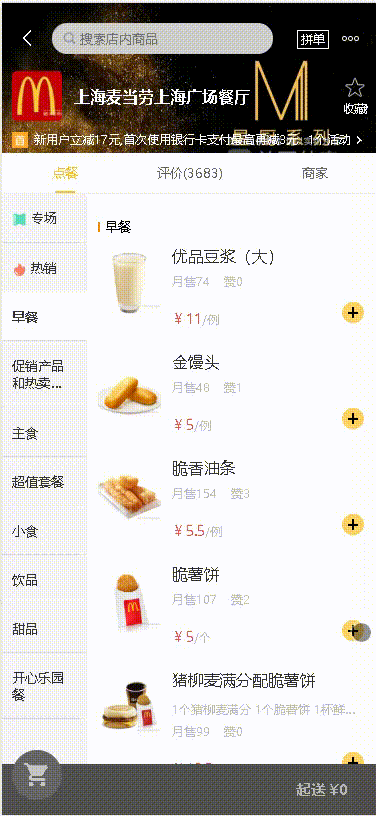 搜索店内商品
拼单
上海麦当劳上海广场餐厅
收藏
首 新用户立减17元,首次使用银行卡支付最高再减3元
1个活动
点餐 评价(3683) 商家
专场
热销
早餐
促销产品
和热卖...
主食
超值套餐
小食
饮品
甜品
开心乐园
餐
早餐
优品豆浆（大）
月售74 赞0
￥11/例
金馒头
月售48 赞1
￥5/例
脆香油条
月售154 赞3
￥5.5/例
脆薯饼
月售107 赞2
￥5/个
猪柳麦满分配脆薯饼
1个猪柳麦满分 1个脆薯饼 1杯鲜...
月售99 赞0
起送 ¥0